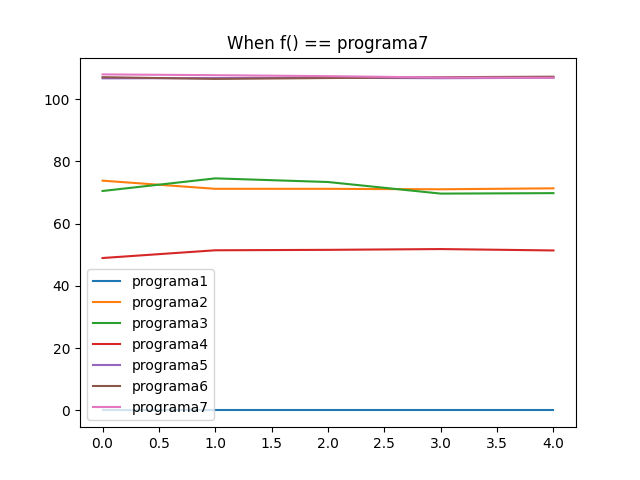 When f() == programa7
100
80
60
40
20
0
programa1
programa2
programa3
programa4
programa5
programa6
programa7
0.0 0.5 1.0 1.5 2.0 2.5 3.0 3.5 4.0